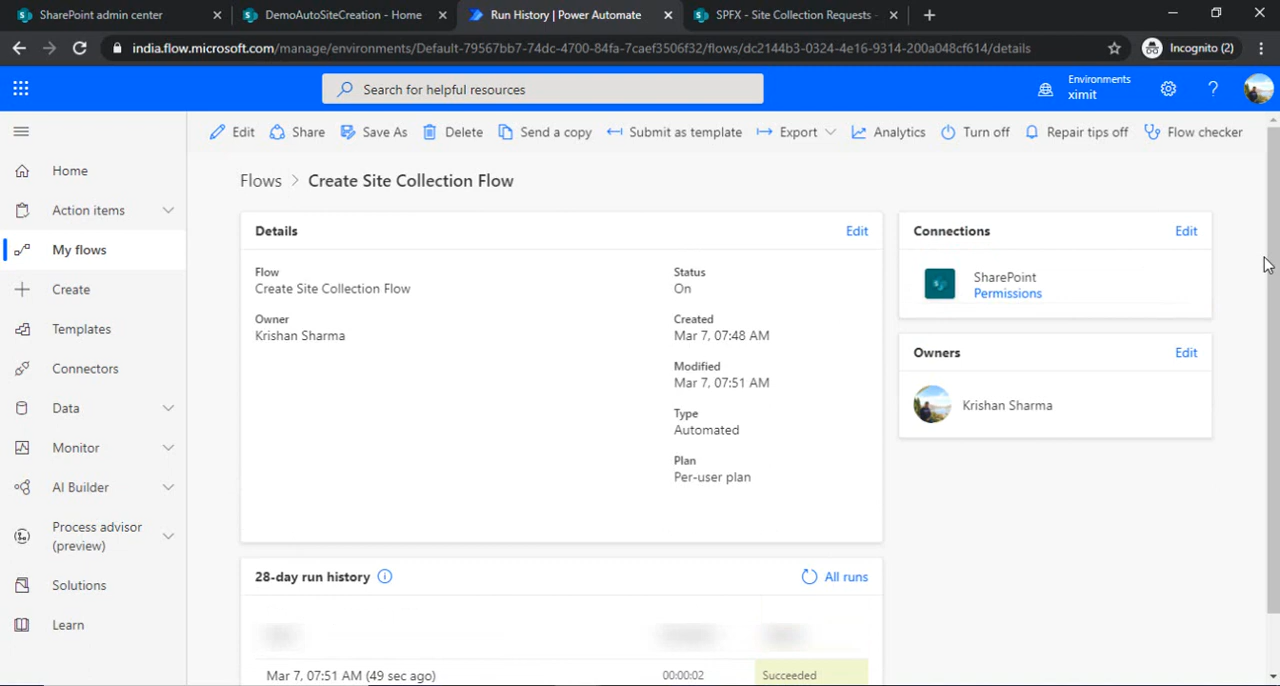 SharePoint admin center
DemoAutoSiteCreation - Home
Run History | Power Automate
SPFX - Site Collection Requests -
india.flow.microsoft.com/manage/environments/Default-79567bb7-74dc-4700-84fa-7caef3506f32/flows/dc2144b3-0324-4e16-9314-200a048cf614/details
Incognito (2)
Search for helpful resources
Environments
ximit
Edit
Share
Save As
Delete
Send a copy
Submit as template
Export
Analytics
Turn off
Repair tips off
Flow checker
Home
Action items
My flows
Create
Templates
Connectors
Data
Monitor
AI Builder
Process advisor
(preview)
Solutions
Learn
Flows > Create Site Collection Flow
Details
Edit
Flow
Create Site Collection Flow
Owner
Krishan Sharma
Status
On
Created
Mar 7, 07:48 AM
Modified
Mar 7, 07:51 AM
Type
Automated
Plan
Per-user plan
Connections
Edit
SharePoint
Permissions
Owners
Edit
Krishan Sharma
28-day run history
All runs
Mar 7, 07:51 AM (49 sec ago)
00:00:02
Succeeded